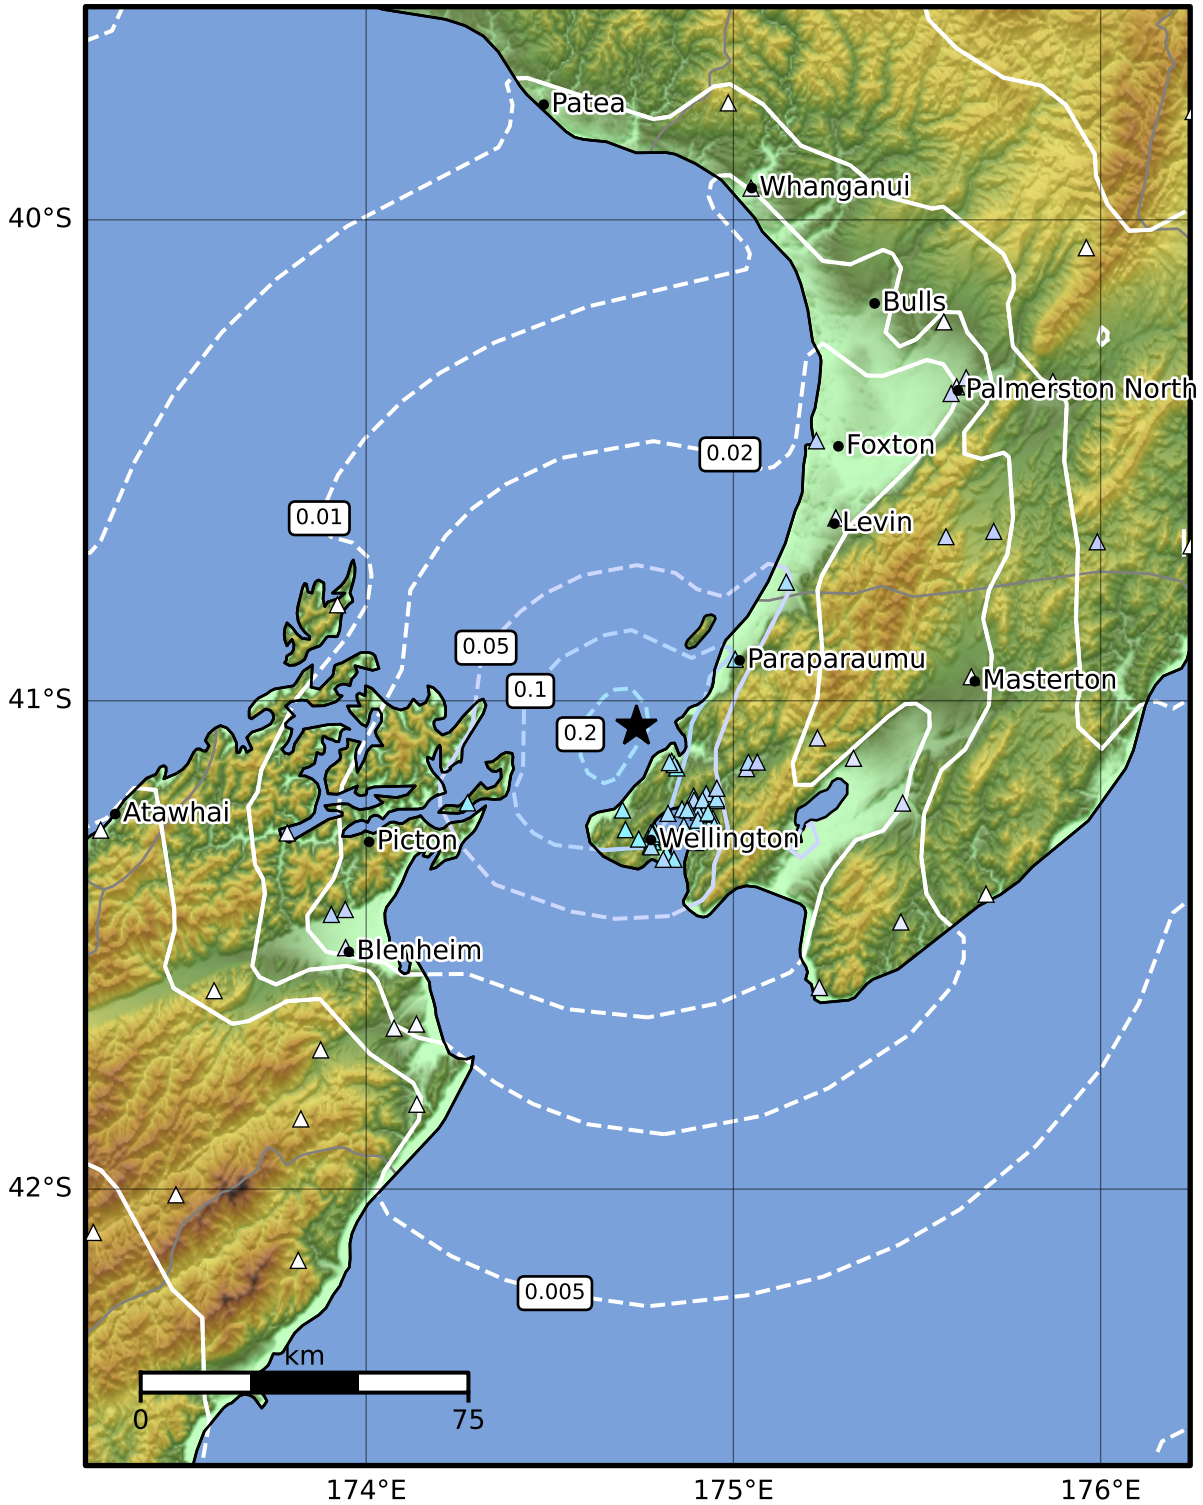 Patea
Whanganui
40°S
Bulls
Palmerston North
Foxton
0.02
0.01
Levin
0.05
Paraparaumu
Masterton
0.1
41°S
0.2
Atawhai
Picton
Wellington
Blenheim
42°S
0.005
km
0
75
174°E
175°E
176°E